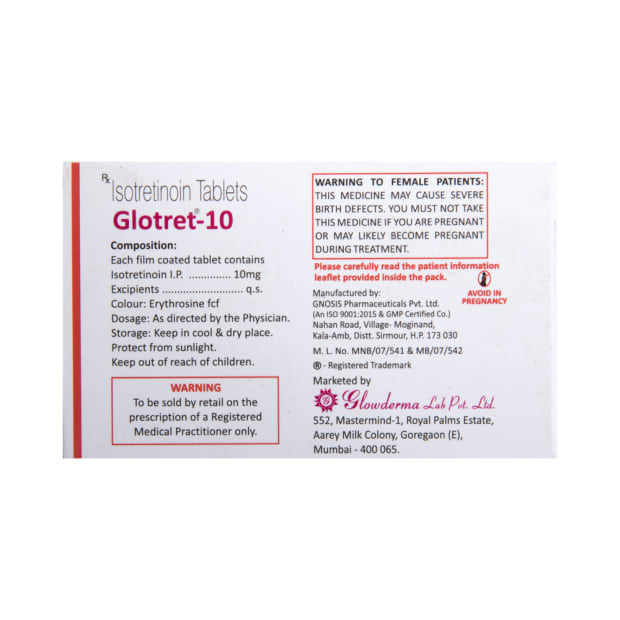 Rx
Isotretinoin Tablets
Glotret®-10
Composition:
Each film coated tablet contains
Isotretinoin I.P. .............. 10mg
Excipients .......................... q.s.
Colour: Erythrosine fcf
Dosage: As directed by the Physician.
Storage: Keep in cool & dry place.
Protect from sunlight.
Keep out of reach of children.
WARNING
To be sold by retail on the
prescription of a Registered
Medical Practitioner only.
WARNING TO FEMALE PATIENTS:
THIS MEDICINE MAY CAUSE SEVERE
BIRTH DEFECTS. YOU MUST NOT TAKE
THIS MEDICINE IF YOU ARE PREGNANT
OR MAY LIKELY BECOME PREGNANT
DURING TREATMENT.
Please carefully read the patient information
leaflet provided inside the pack.
AVOID IN
PREGNANCY
Manufactured by:
GNOSIS Pharmaceuticals Pvt. Ltd.
(An ISO 9001:2015 & GMP Certified Co.)
Nahan Road, Village- Moginand,
Kala-Amb, Distt. Sirmour, H.P. 173 030
M. L. No. MNB/07/541 & MB/07/542
® - Registered Trademark
Marketed by
Glowderma Lab Pvt. Ltd.
552, Mastermind-1, Royal Palms Estate,
Aarey Milk Colony, Goregaon (E),
Mumbai - 400 065.